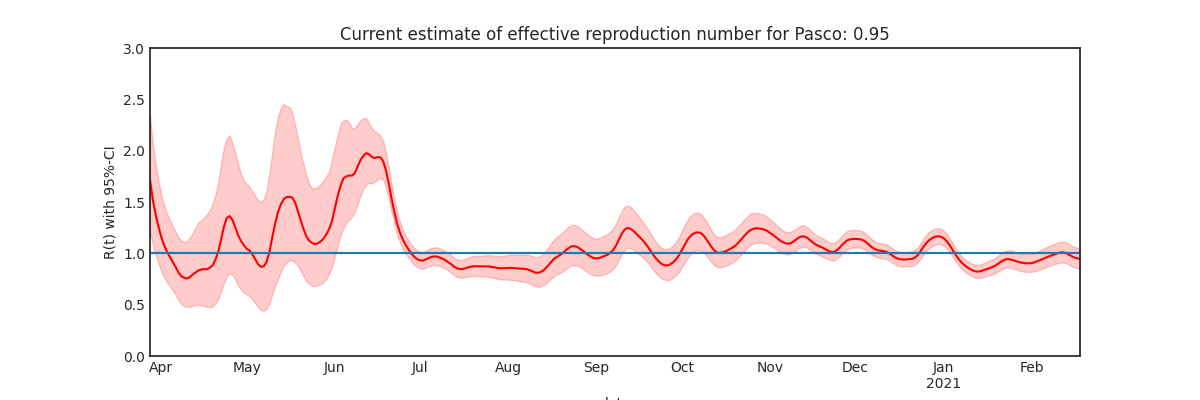 Current estimate of effective reproduction number for Pasco: 0.95
R(t) with 95%-CI
3.0
2.5
2.0
1.5
1.0
0.5
0.0
Apr May Jun Jul Aug Sep Oct Nov Dec Jan Feb
2021